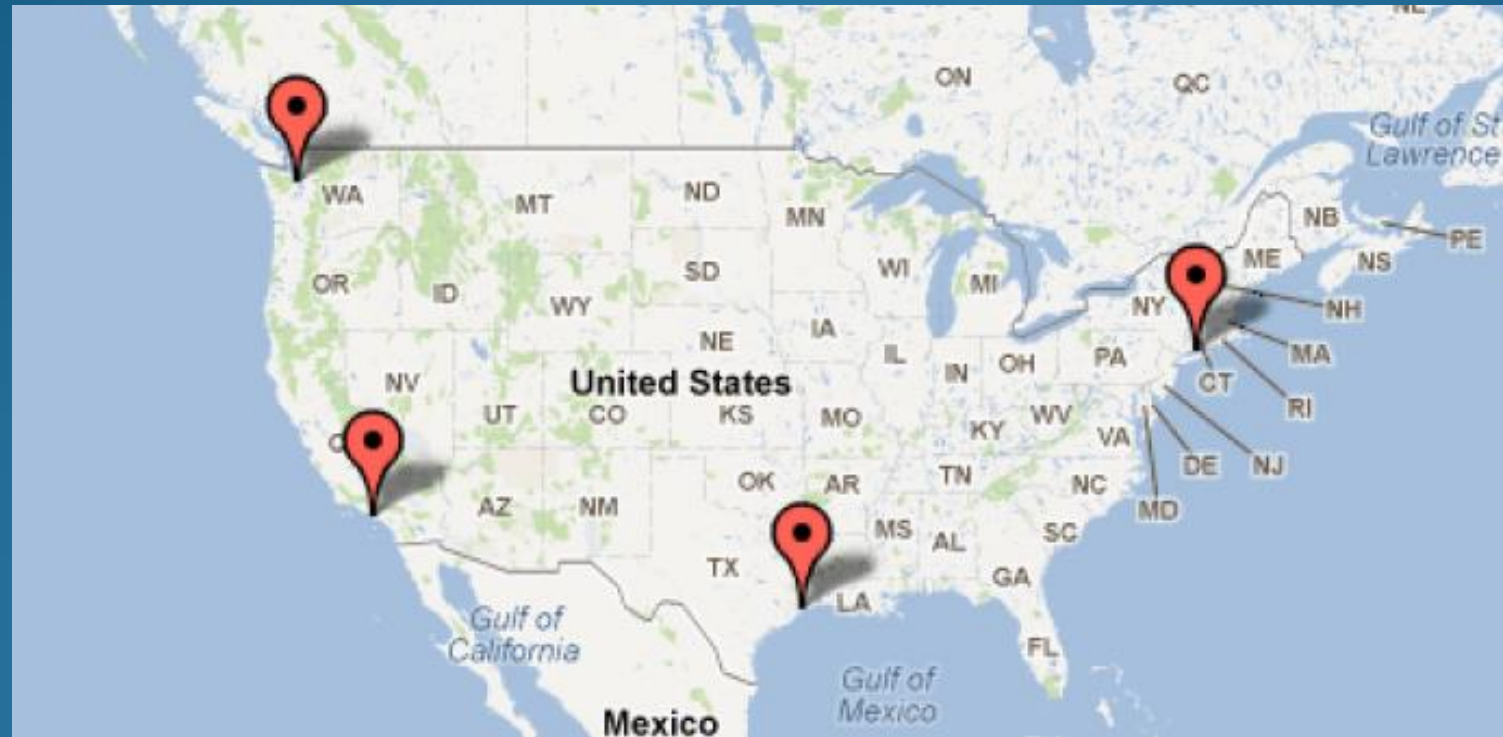 ON
QC
Gulf of St
Lawrence
WA
MT
ND
MN
NB
PE
OR
ID
SD
WI
MI
ME
NS
WY
NY
NH
IA
NE
MA
NV
United States
IL
IN
OH
PA
CT
RI
UT
CO
KS
MO
KY
WV
VA
DE
NJ
AZ
NM
OK
AR
TN
NC
MD
TX
MS
AL
SC
GA
LA
Gulf of
California
FL
Gulf of
Mexico
Mexico